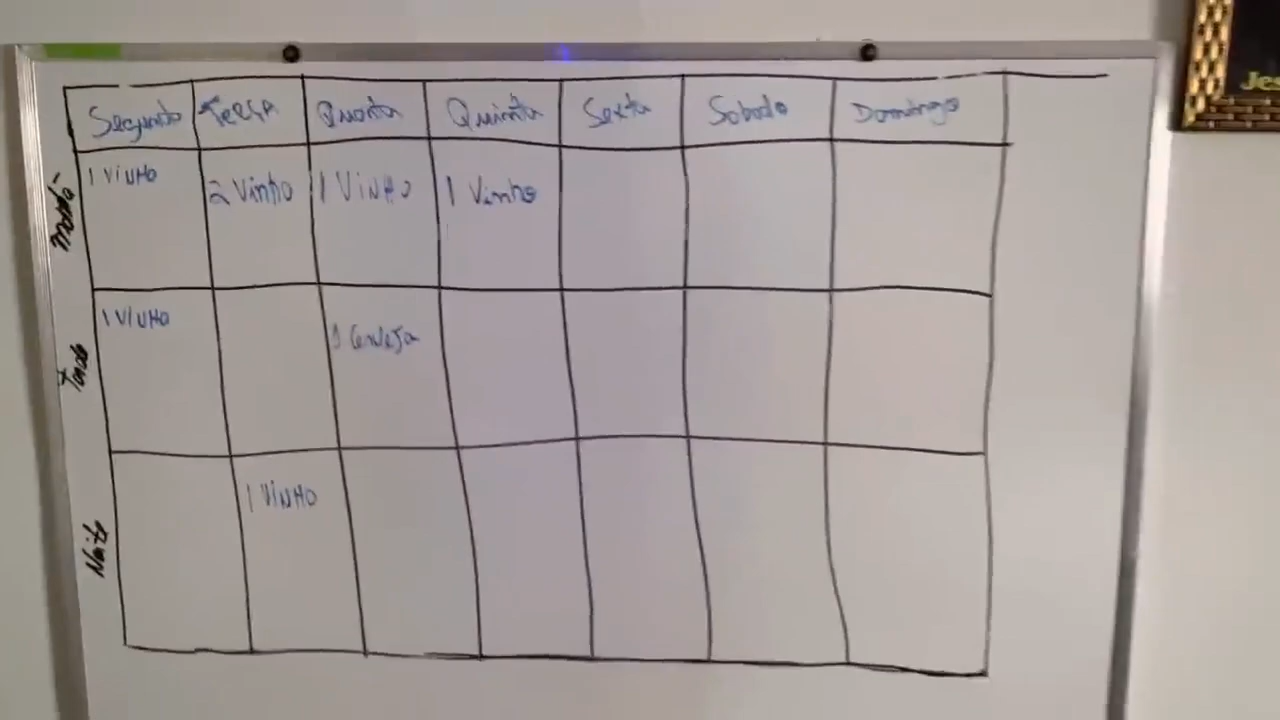 Segunda Terça Quarta Quinta Sexta Sabado Domingo
Manhã 1 VINHO 2 Vinho 1 VINHO 1 Vinho
Tarde 1 VINHO 1 Cerveja
Noite 1 VINHO
Jes